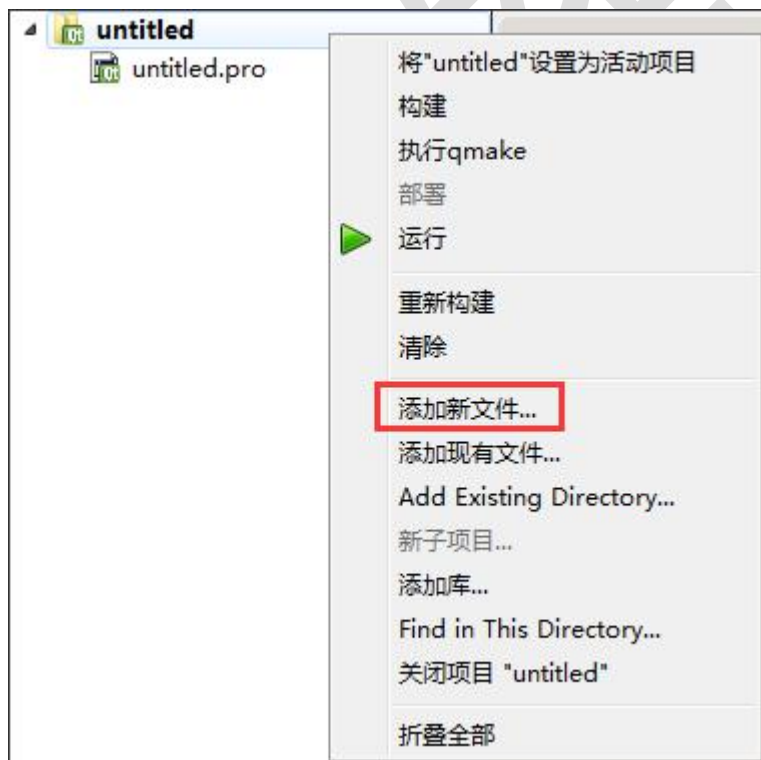 untitled
untitled.pro
将"untitled"设置为活动项目
构建
执行qmake
部署
运行
重新构建
清除
添加新文件...
添加现有文件...
Add Existing Directory...
新子项目...
添加库...
Find in This Directory...
关闭项目 "untitled"
折叠全部